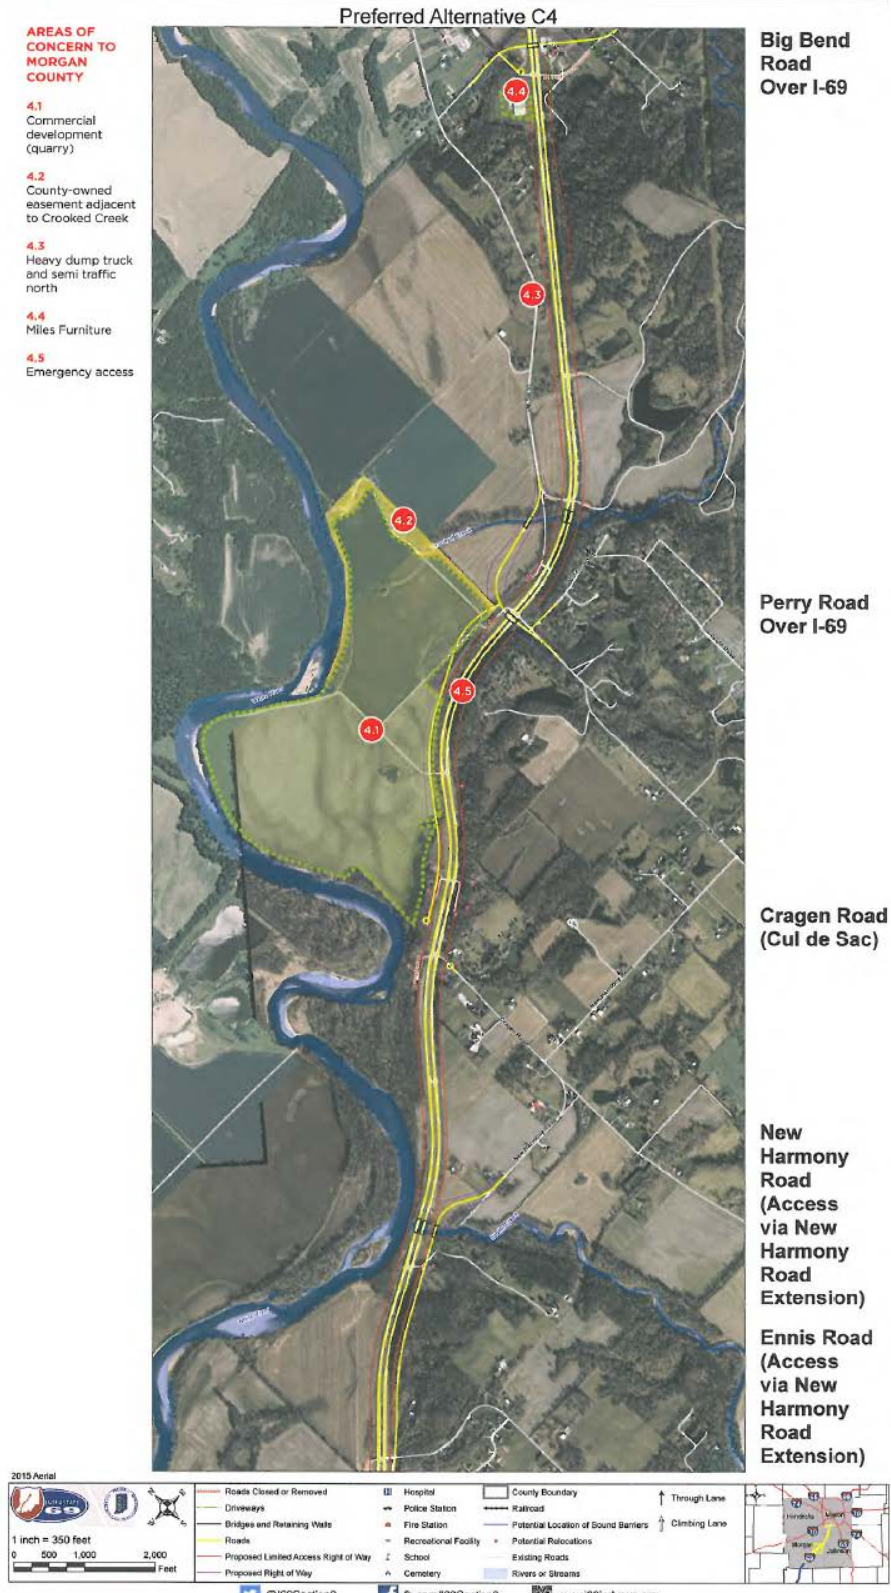 Preferred Alternative C4
AREAS OF
CONCERN TO
MORGAN
COUNTY
4.1
Commercial
development
(quarry)
4.2
County-owned
easement adjacent
to Crooked Creek
4.3
Heavy dump truck
and semi traffic
north
4.4
Miles Furniture
4.5
Emergency access
4.4
4.3
4.2
4.5
4.1
Big Bend
Road
Over I-69
Perry Road
Over I-69
Cragen Road
(Cul de Sac)
New
Harmony
Road
(Access
via New
Harmony
Road
Extension)
Ennis Road
(Access
via New
Harmony
Road
Extension)
2015 Aerial
69
1 inch = 350 feet
0 500 1,000 2,000
Feet
Roads Closed or Removed
Driveways
Bridges and Retaining Walls
Roads
Proposed Limited Access Right of Way
Proposed Right of Way
Hospital
Police Station
Fire Station
Recreational Facility
School
Cemetery
County Boundary
Railroad
Potential Location of Sound Barriers
Potential Relocations
Existing Roads
Rivers or Streams
Through Lane
Climbing Lane
Hendricks
Marion
Morgan
Johnson